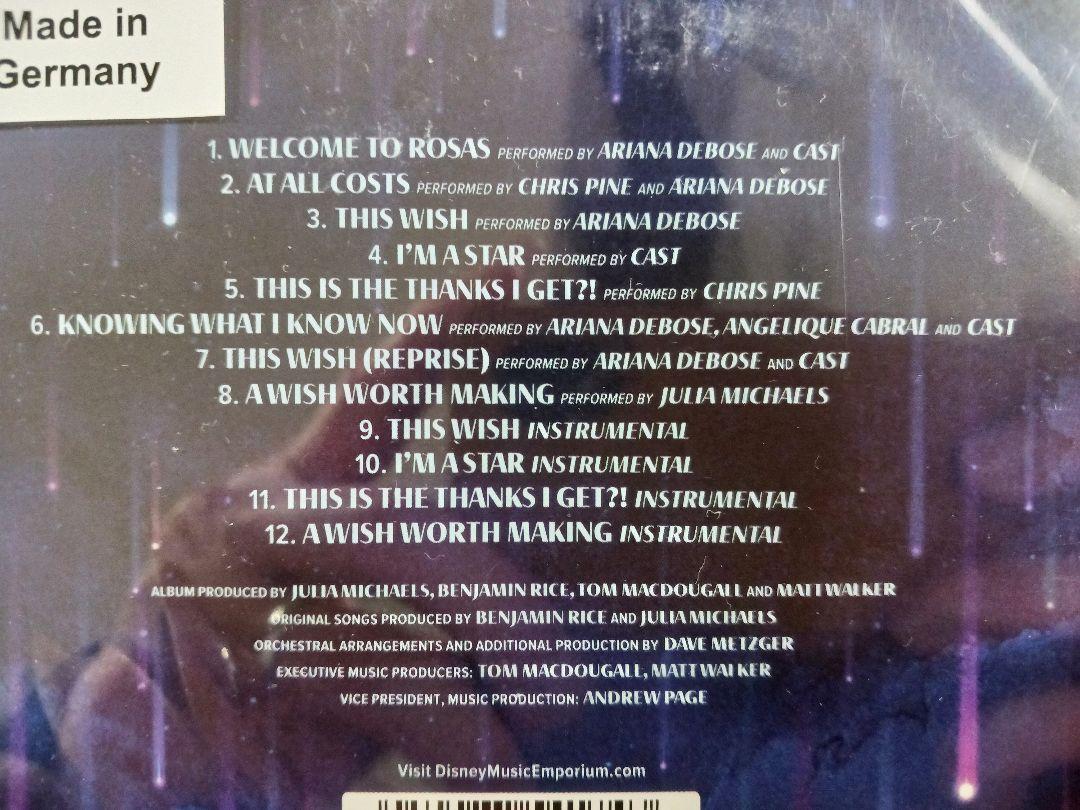 Made in
Germany
1. WELCOME TO ROSAS PERFORMED BY ARIANA DEBOSE AND CAST
2. AT ALL COSTS PERFORMED BY CHRIS PINE AND ARIANA DEBOSE
3. THIS WISH PERFORMED BY ARIANA DEBOSE
4. I'M A STAR PERFORMED BY CAST
5. THIS IS THE THANKS I GET?! PERFORMED BY CHRIS PINE
6. KNOWING WHAT I KNOW NOW PERFORMED BY ARIANA DEBOSE, ANGELIQUE CABRAL AND CAST
7. THIS WISH (REPRISE) PERFORMED BY ARIANA DEBOSE AND CAST
8. A WISH WORTH MAKING PERFORMED BY JULIA MICHAELS
9. THIS WISH INSTRUMENTAL
10. I'M A STAR INSTRUMENTAL
11. THIS IS THE THANKS I GET?! INSTRUMENTAL
12. A WISH WORTH MAKING INSTRUMENTAL
ALBUM PRODUCED BY JULIA MICHAELS, BENJAMIN RICE, TOM MACDOUGALL AND MATT WALKER
ORIGINAL SONGS PRODUCED BY BENJAMIN RICE AND JULIA MICHAELS
ORCHESTRAL ARRANGEMENTS AND ADDITIONAL PRODUCTION BY DAVE METZGER
EXECUTIVE MUSIC PRODUCERS: TOM MACDOUGALL, MATT WALKER
VICE PRESIDENT, MUSIC PRODUCTION: ANDREW PAGE
Visit DisneyMusicEmporium.com